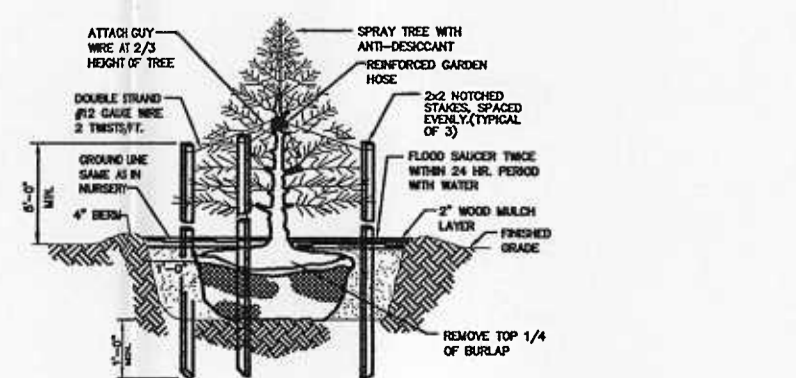 ATTACH GUY
WIRE AT 2/3
HEIGHT OF TREE
SPRAY TREE WITH
ANTI-DESICCANT
REINFORCED GARDEN
HOSE
DOUBLE STRAND
#12 GAUGE WIRE
2 TWISTS/FT.
2x2 NOTCHED
STAKES, SPACED
EVENLY.(TYPICAL
OF 3)
GROUND LINE
SAME AS IN
NURSERY
FLOOD SAUCER TWICE
WITHIN 24 HR. PERIOD
WITH WATER
4" BERM
2" WOOD MULCH
LAYER
FINISHED
GRADE
6'-0"
MIN.
1'-0"
1'-0"
MIN.
REMOVE TOP 1/4
OF BURLAP